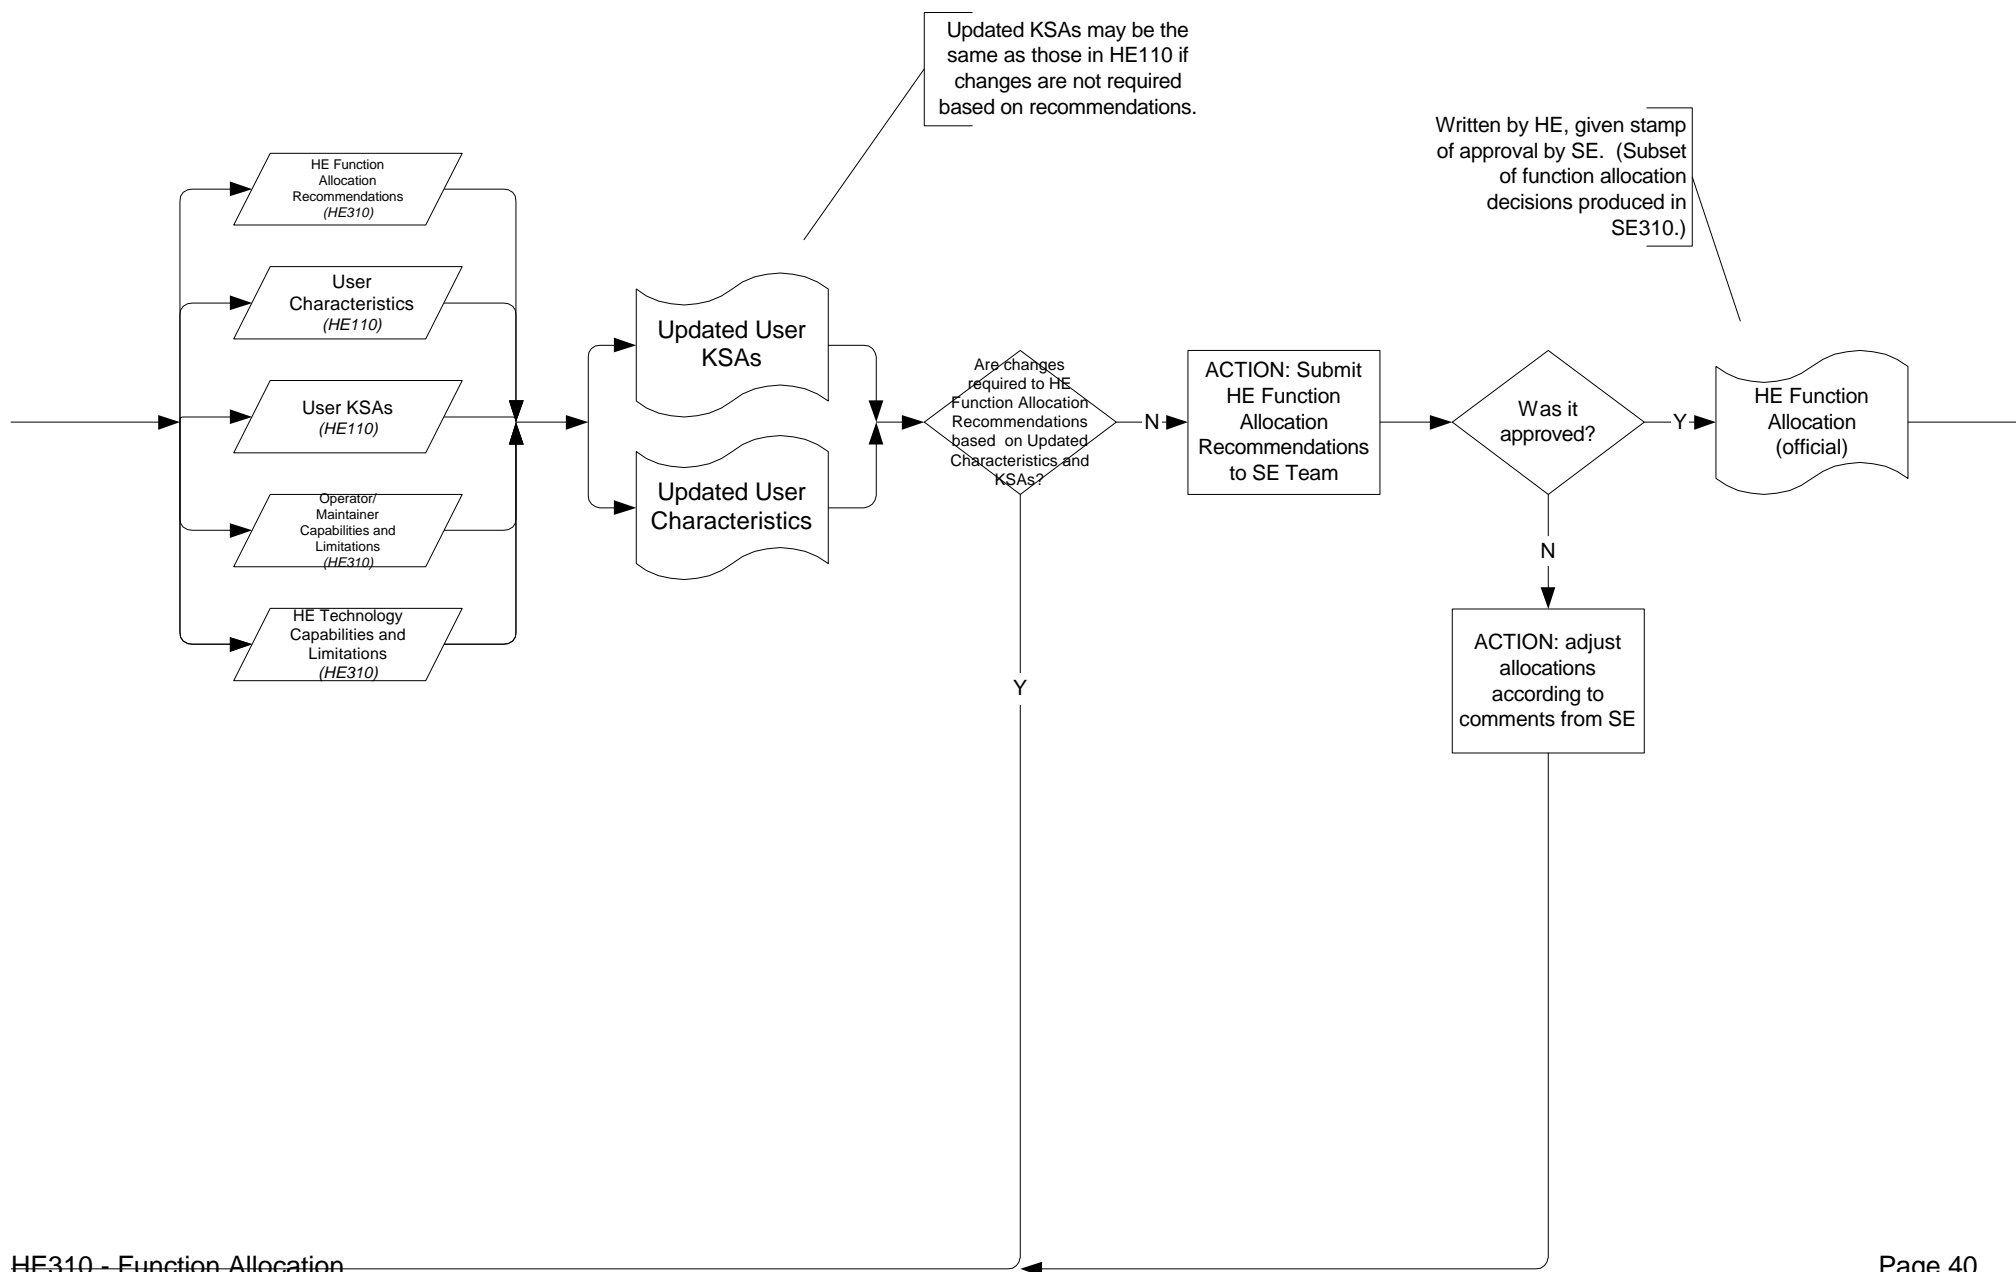 Updated KSAs may be the
same as those in HE110 if
changes are not required
based on recommendations.
Written by HE, given stamp
of approval by SE.  (Subset
of function allocation
decisions produced in
SE310.)
HE Function
Allocation
Recommendations
(HE310)
User
Characteristics
(HE110)
User KSAs
(HE110)
Operator/
Maintainer
Capabilities and
Limitations
(HE310)
HE Technology
Capabilities and
Limitations
(HE310)
Updated User
KSAs
Updated User
Characteristics
Are changes
required to HE
Function Allocation
Recommendations
based  on Updated
Characteristics and
KSAs?
N
Y
ACTION: Submit
HE Function
Allocation
Recommendations
to SE Team
Was it
approved?
Y
N
HE Function
Allocation
(official)
ACTION: adjust
allocations
according to
comments from SE
HE310 - Function Allocation
Page 40